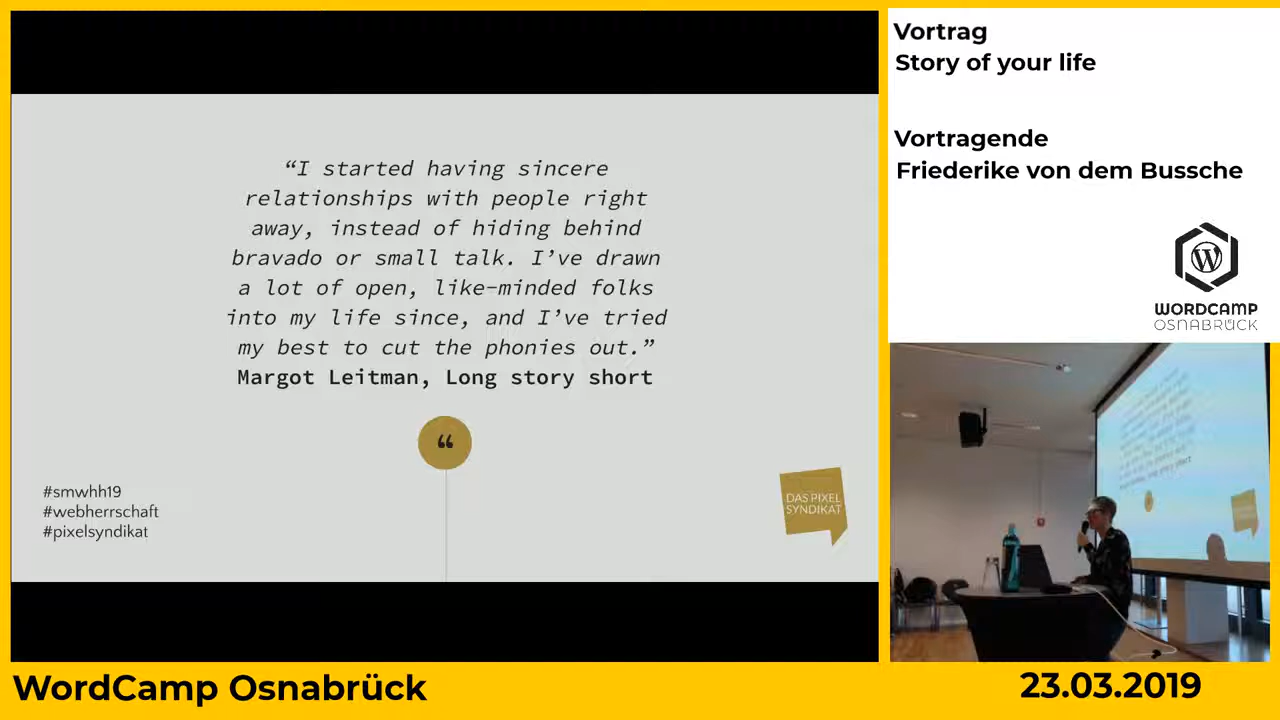 “I started having sincere
relationships with people right
away, instead of hiding behind
bravado or small talk. I’ve drawn
a lot of open, like-minded folks
into my life since, and I’ve tried
my best to cut the phonies out.”
Margot Leitman, Long story short
“
#smwhh19
#webherrschaft
#pixelsyndikat
DAS PIXEL
SYNDIKAT
Vortrag
Story of your life
Vortragende
Friederike von dem Bussche
W
WORDCAMP
OSNABRÜCK
WordCamp Osnabrück
23.03.2019